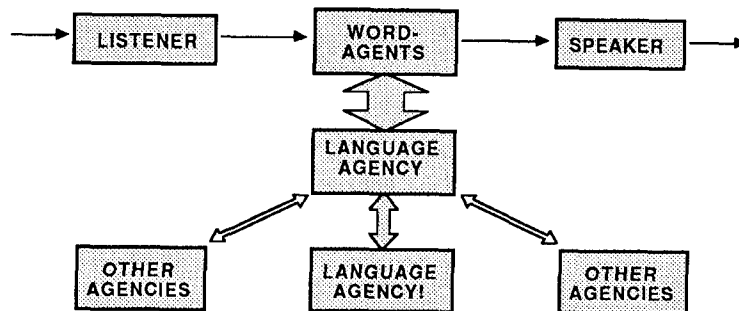 LISTENER
WORD-
AGENTS
SPEAKER
LANGUAGE
AGENCY
OTHER
AGENCIES
LANGUAGE
AGENCY!
OTHER
AGENCIES